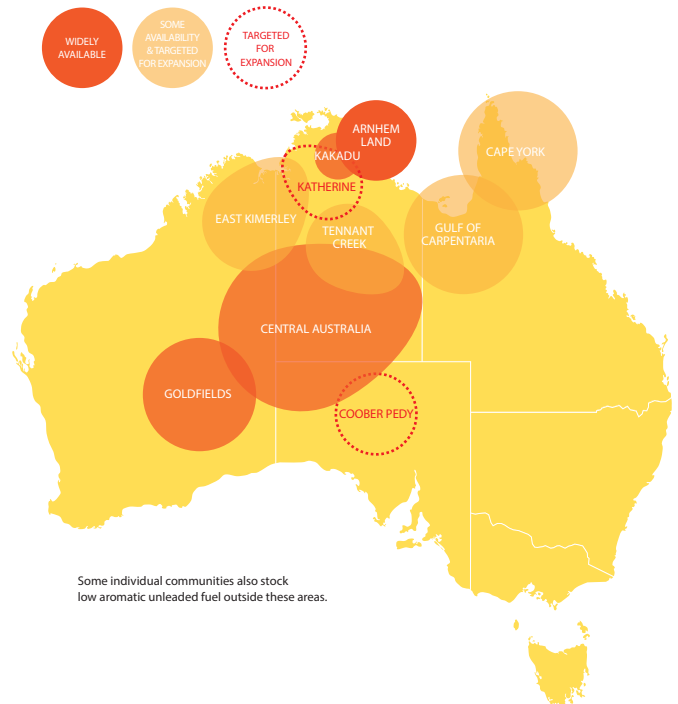 WIDELY
AVAILABLE
SOME
AVAILABILITY
& TARGETED
FOR EXPANSION
TARGETED
FOR
EXPANSION
ARNHEM
LAND
KAKADU
CAPE YORK
KATHERINE
EAST KIMERLEY
TENNANT
CREEK
GULF OF
CARPENTARIA
CENTRAL AUSTRALIA
GOLDFIELDS
COOBER PEDY
Some individual communities also stock
low aromatic unleaded fuel outside these areas.